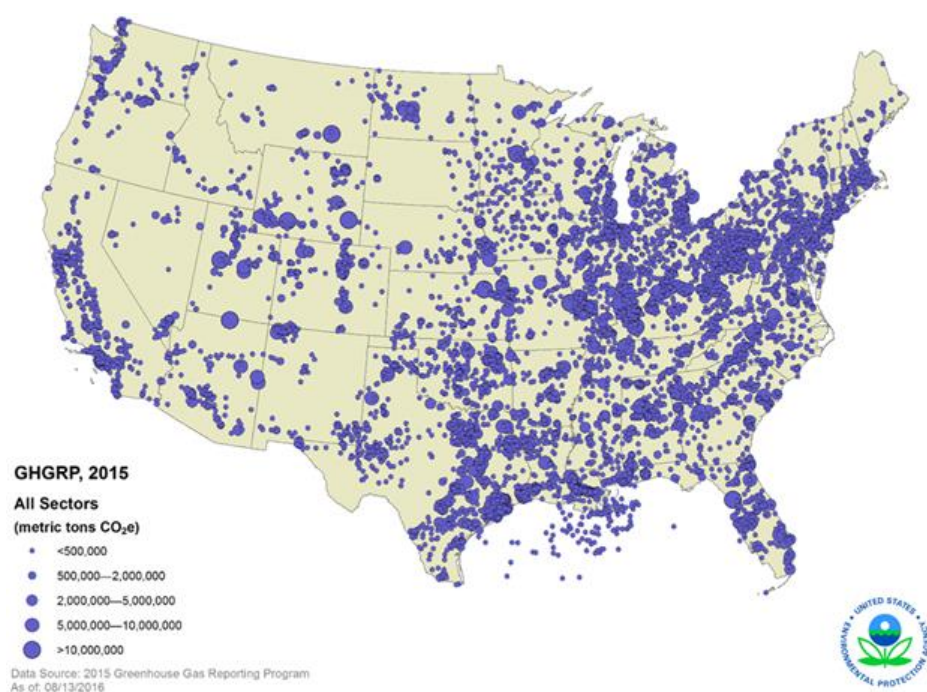 GHGRP, 2015
All Sectors
(metric tons CO₂e)
<500,000
500,000—2,000,000
2,000,000—5,000,000
5,000,000—10,000,000
>10,000,000
Data Source: 2015 Greenhouse Gas Reporting Program
As of: 08/13/2016
UNITED STATES
ENVIRONMENTAL PROTECTION AGENCY